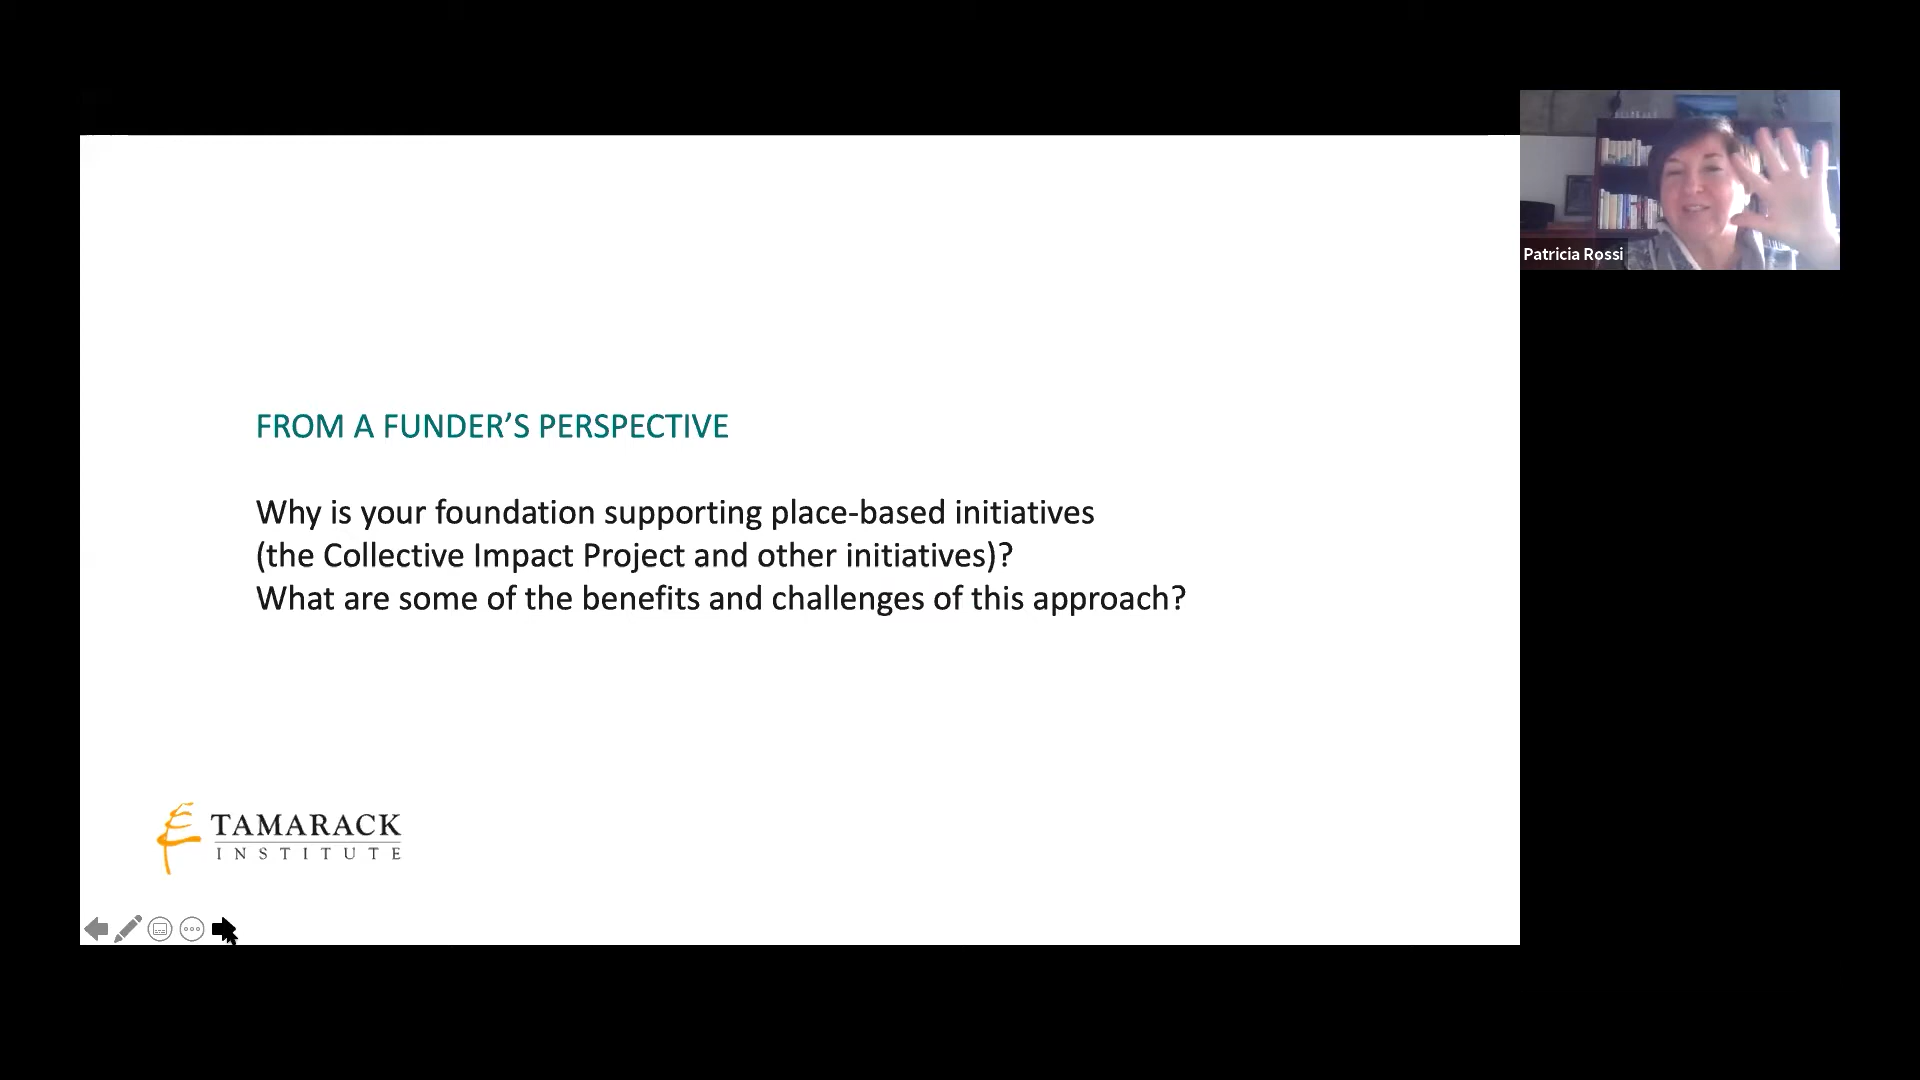 FROM A FUNDER’S PERSPECTIVE
Why is your foundation supporting place-based initiatives
(the Collective Impact Project and other initiatives)?
What are some of the benefits and challenges of this approach?
TAMARACK
INSTITUTE
Patricia Rossi